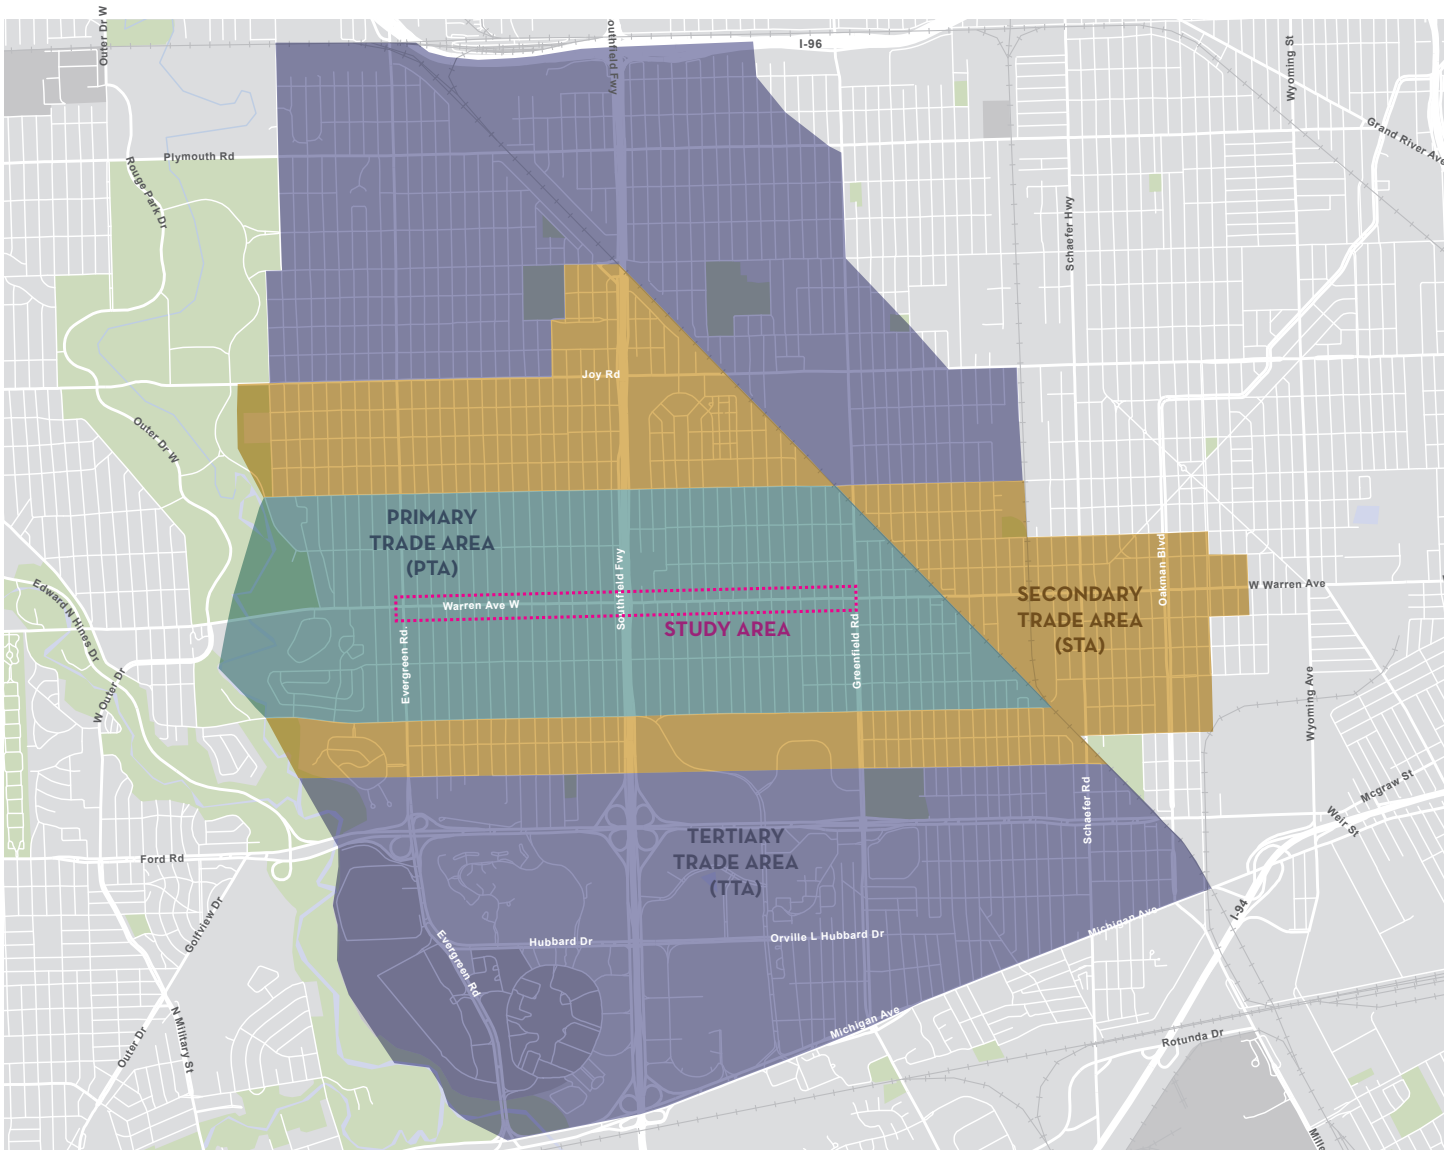 Outer Dr W
outhfield Fwy
I-96
Wyoming St
Grand River Ave
Plymouth Rd
Rouge Park Dr
Schaefer Hwy
Joy Rd
Outer Dr W
PRIMARY
TRADE AREA
(PTA)
Southfield Fwy
Oakman Blvd
W Warren Ave
SECONDARY
TRADE AREA
(STA)
Edward N Hines Dr
Warren Ave W
STUDY AREA
Evergreen Rd.
Greenfield Rd
W Outer Dr
Wyoming Ave
Mcgraw St
Weir St
Schaefer Rd
TERTIARY
TRADE AREA
(TTA)
Ford Rd
Golfview Dr
I-94
Michigan Ave
Evergreen Rd
Hubbard Dr
Orville L Hubbard Dr
Michigan Ave
Outer Dr
N Military St
Rotunda Dr
Mille